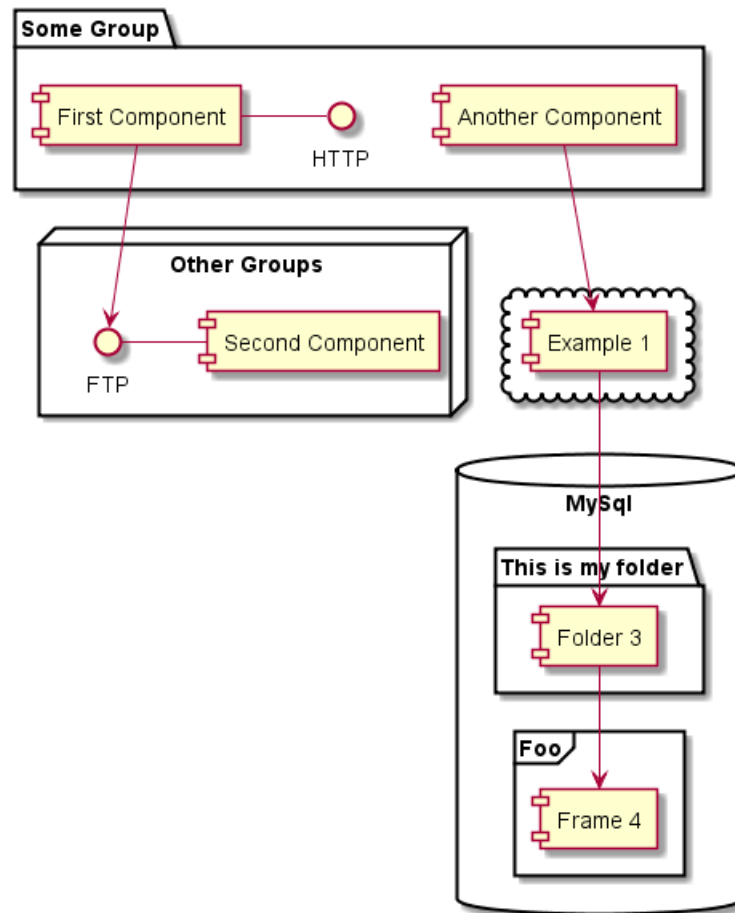 Some Group
First Component
HTTP
Another Component
Other Groups
FTP
Second Component
Example 1
MySql
This is my folder
Folder 3
Foo
Frame 4